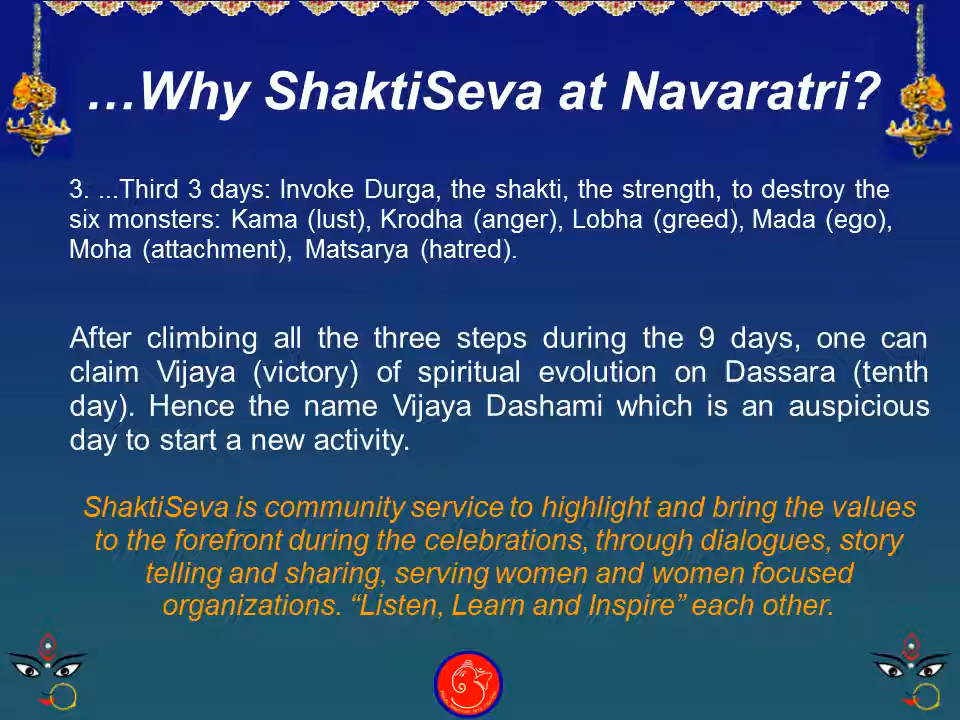 …Why ShaktiSeva at Navaratri?
3. ...Third 3 days: Invoke Durga, the shakti, the strength, to destroy the
six monsters: Kama (lust), Krodha (anger), Lobha (greed), Mada (ego),
Moha (attachment), Matsarya (hatred).
After climbing all the three steps during the 9 days, one can
claim Vijaya (victory) of spiritual evolution on Dassara (tenth
day). Hence the name Vijaya Dashami which is an auspicious
day to start a new activity.
ShaktiSeva is community service to highlight and bring the values
to the forefront during the celebrations, through dialogues, story
telling and sharing, serving women and women focused
organizations. “Listen, Learn and Inspire” each other.